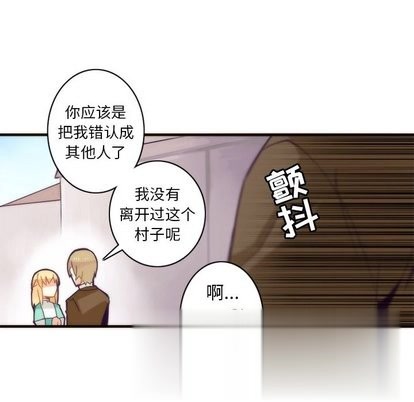 你应该是
把我错认成
其他人了
我没有
离开过这个
村子呢
颤抖
啊…